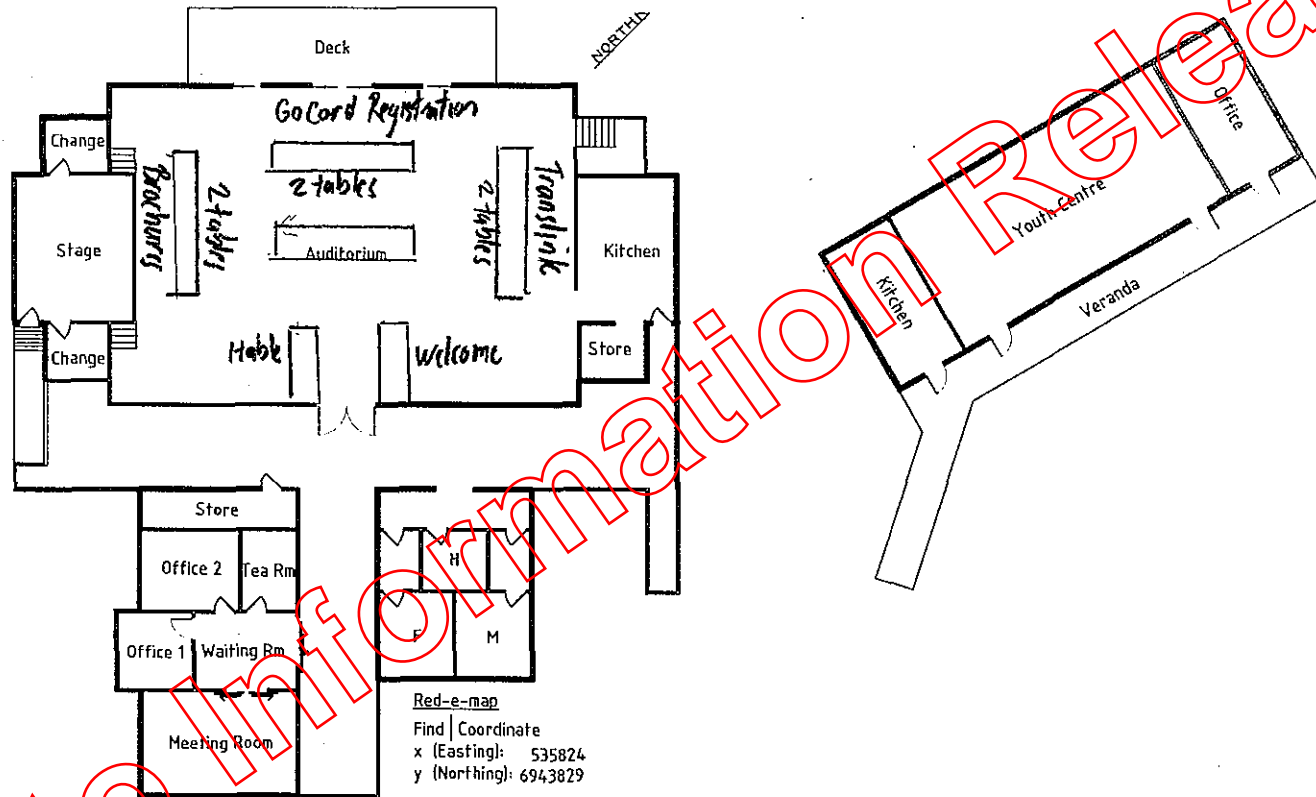 Deck
NORTH
GoCard Registration
Change
2 tables
Brochures
2 tables
2 tables
Translink
Office
Youth Centre
Stage
Auditorium
Kitchen
Kitchen
Veranda
Change
Welcome
Store
Store
Office 2
Tea Rm
H
Office 1
Waiting Rm
F
M
Meeting Room
Red-e-map
Find | Coordinate
x (Easting): 535824
y (Northing): 6943829
Information Relea